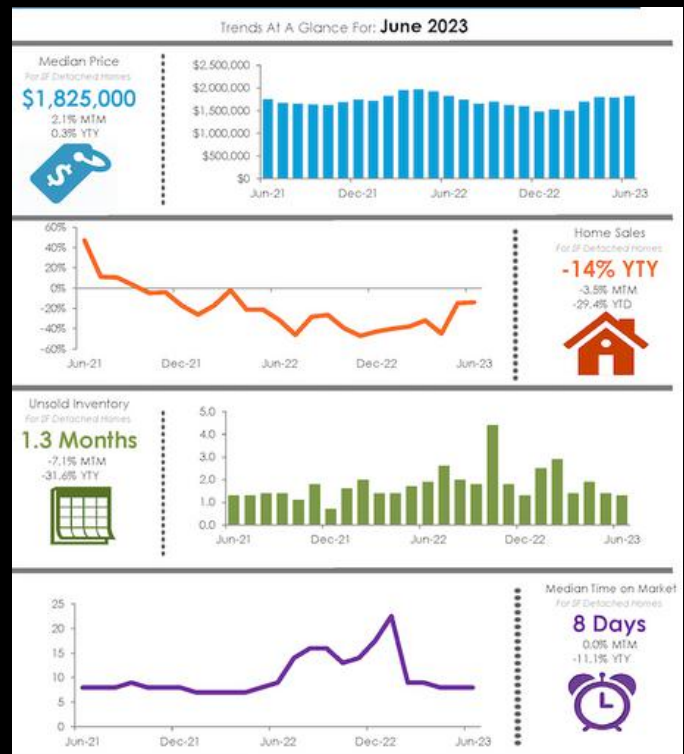 Trends At A Glance For: June 2023
Median Price
For SF Detached Homes
$1,825,000
2.1% MTM
0.3% YTY
$
$2,500,000
$2,000,000
$1,500,000
$1,000,000
$500,000
$0
Jun-21 Dec-21 Jun-22 Dec-22 Jun-23
60%
40%
20%
0%
-20%
-40%
-60%
Jun-21 Dec-21 Jun-22 Dec-22 Jun-23
Home Sales
For SF Detached Homes
-14% YTY
-3.5% MTM
-29.4% YTD
Unsold Inventory
For SF Detached Homes
1.3 Months
-7.1% MTM
-31.6% YTY
5.0
4.0
3.0
2.0
1.0
0.0
Jun-21 Dec-21 Jun-22 Dec-22 Jun-23
25
20
15
10
5
0
Jun-21 Dec-21 Jun-22 Dec-22 Jun-23
Median Time on Market
For SF Detached Homes
8 Days
0.0% MTM
-11.1% YTY